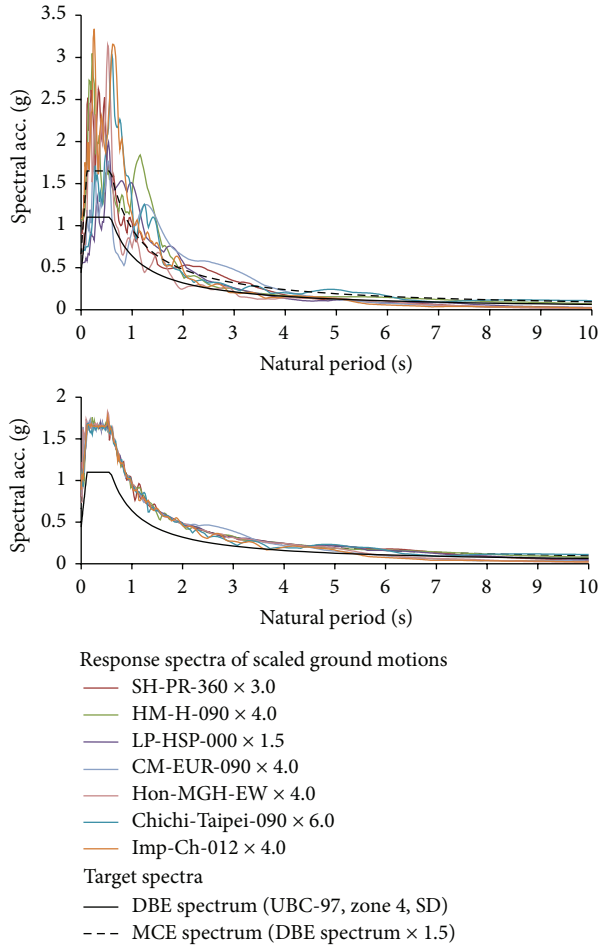 3.5
3
2.5
2
1.5
1
0.5
0
Spectral acc. (g)
0 1 2 3 4 5 6 7 8 9 10
Natural period (s)
2
1.5
1
0.5
0
Spectral acc. (g)
0 1 2 3 4 5 6 7 8 9 10
Natural period (s)
Response spectra of scaled ground motions
SH-PR-360 × 3.0
HM-H-090 × 4.0
LP-HSP-000 × 1.5
CM-EUR-090 × 4.0
Hon-MGH-EW × 4.0
Chichi-Taipei-090 × 6.0
Imp-Ch-012 × 4.0
Target spectra
DBE spectrum (UBC-97, zone 4, SD)
MCE spectrum (DBE spectrum × 1.5)